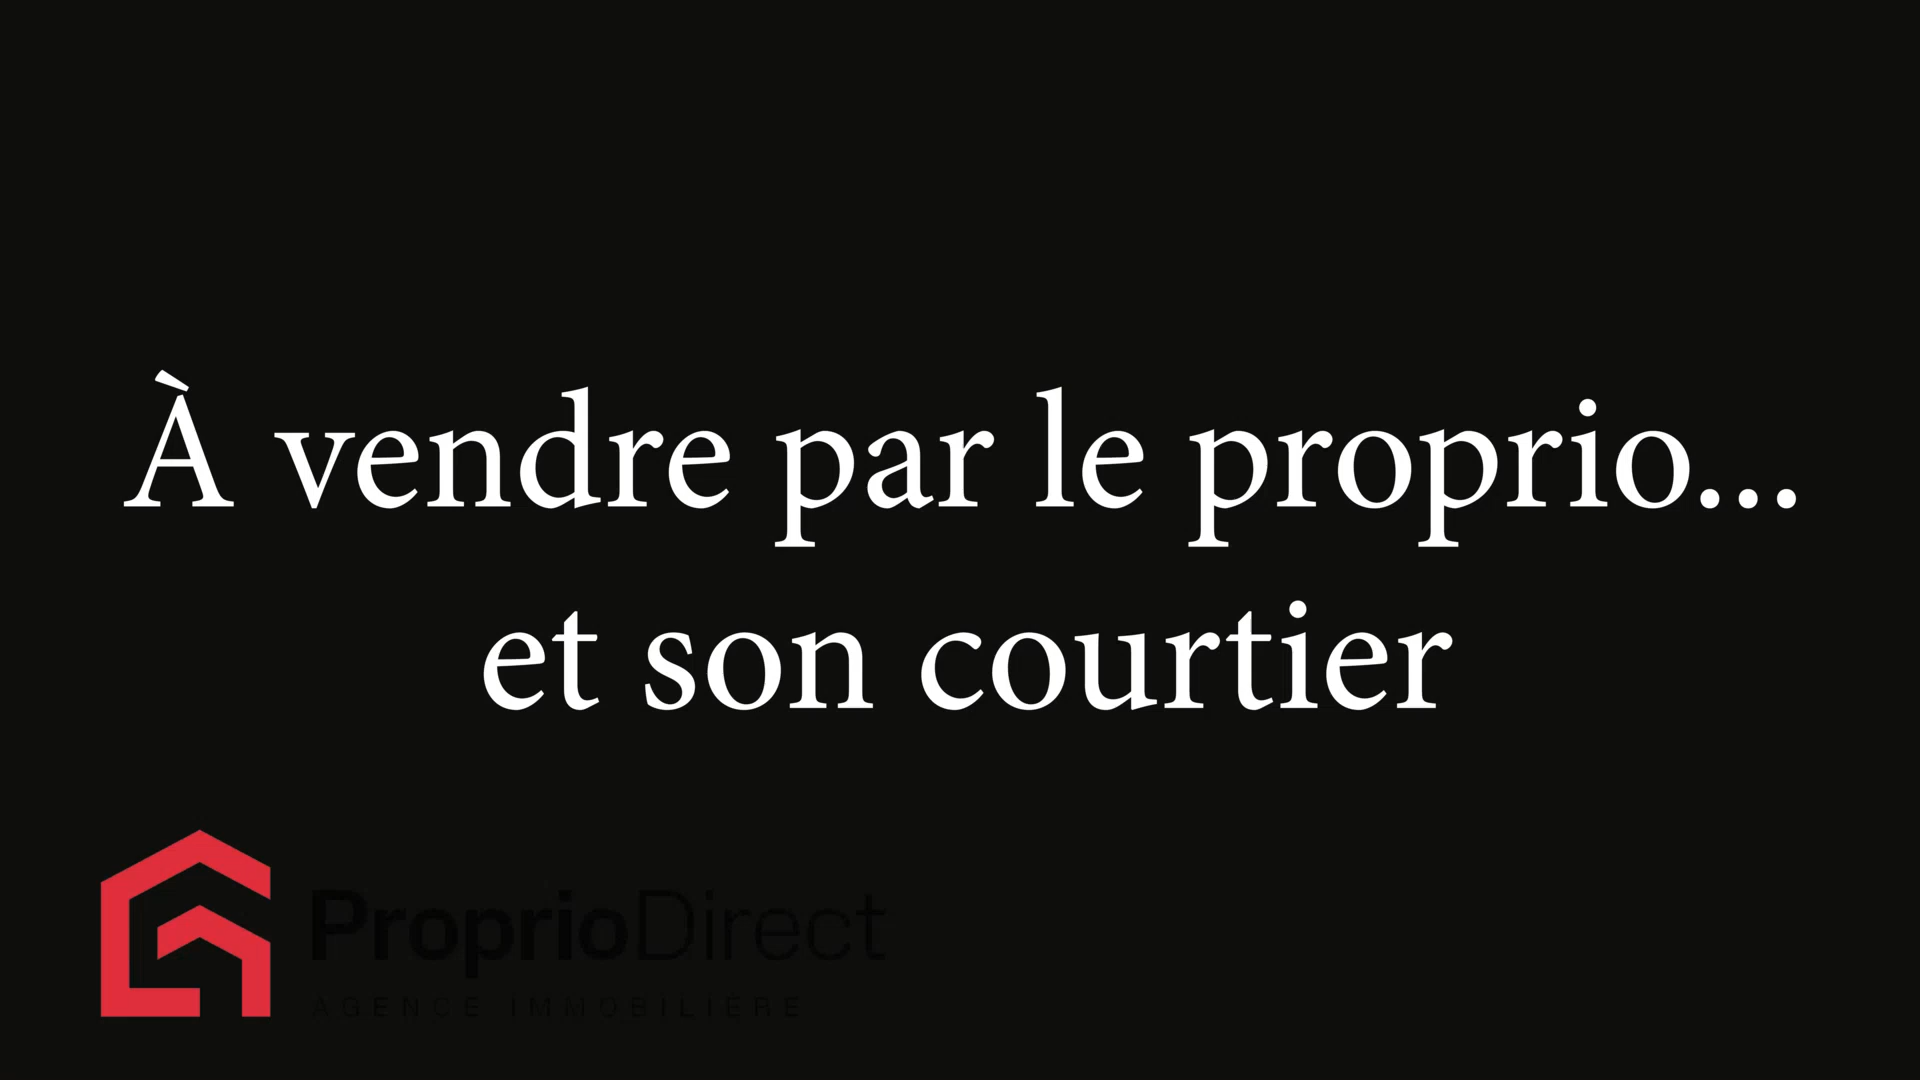 À vendre par le proprio...
et son courtier
ProprioDirect
AGENCE IMMOBILIÈRE